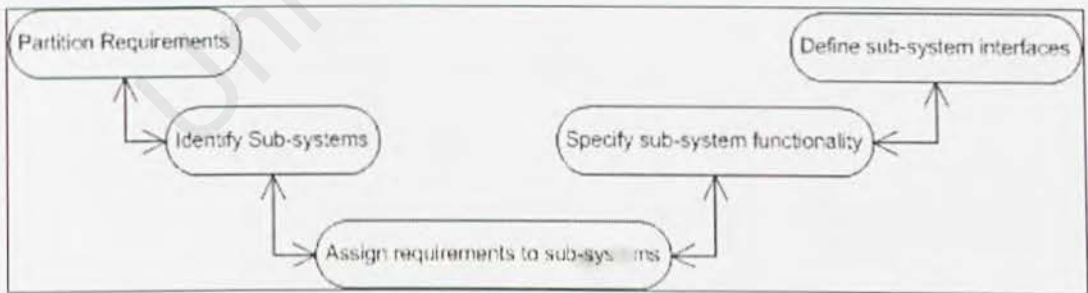 Partition Requirements
Define sub-system interfaces
Identify Sub-systems
Specify sub-system functionality
Assign requirements to